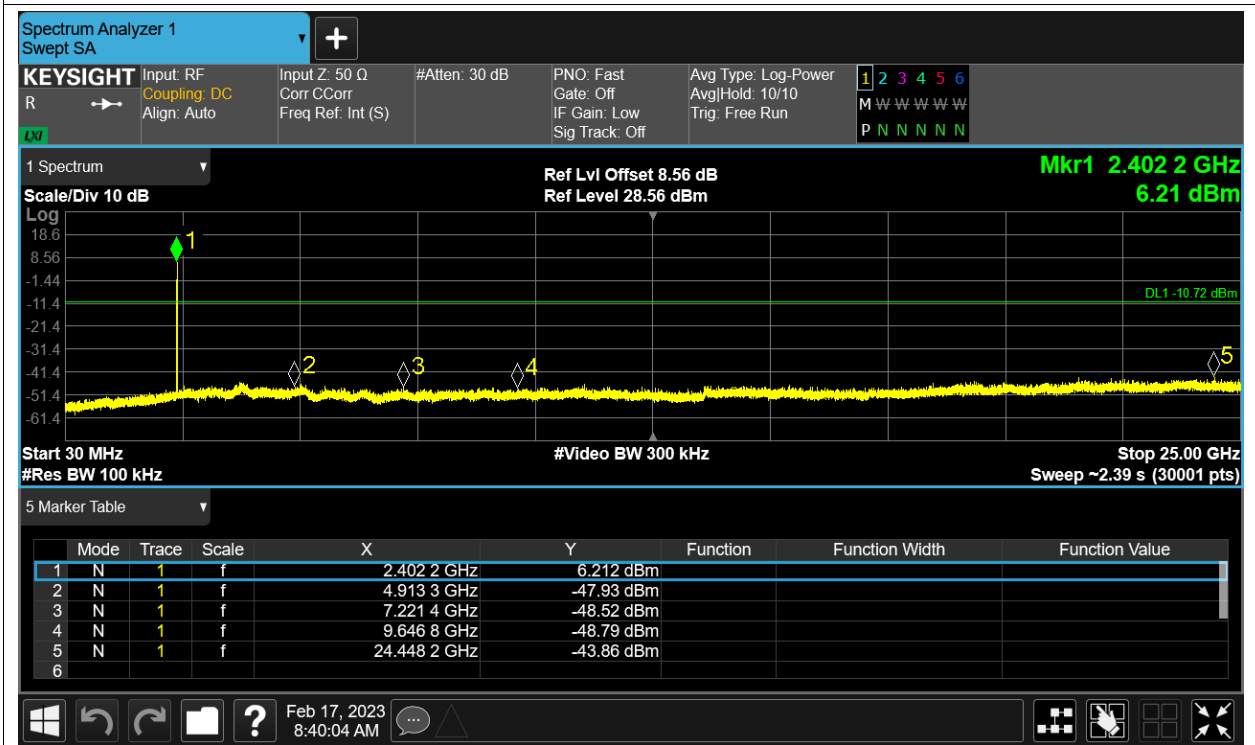 Spectrum Analyzer 1
Swept SA
KEYSIGHT Input: RF Input Z: 50 Ω #Atten: 30 dB PNO: Fast Avg Type: Log-Power 1 2 3 4 5 6
R Coupling: DC Corr CCorr Gate: Off Avg|Hold: 10/10 M W W W W W
Align: Auto Freq Ref: Int (S) IF Gain: Low Trig: Free Run
LXI Sig Track: Off P N N N N N
1 Spectrum Ref Lvl Offset 8.56 dB Mkr1 2.402 2 GHz
Scale/Div 10 dB Ref Level 28.56 dBm 6.21 dBm
Log
18.6
1
8.56
-1.44
DL1 -10.72 dBm
-11.4
-21.4
-31.4
2 3 4 5
-41.4
-51.4
-61.4
Start 30 MHz #Video BW 300 kHz Stop 25.00 GHz
#Res BW 100 kHz Sweep ~2.39 s (30001 pts)
5 Marker Table
Mode Trace Scale X Y Function Function Width Function Value
1 N 1 f 2.402 2 GHz 6.212 dBm
2 N 1 f 4.913 3 GHz -47.93 dBm
3 N 1 f 7.221 4 GHz -48.52 dBm
4 N 1 f 9.646 8 GHz -48.79 dBm
5 N 1 f 24.448 2 GHz -43.86 dBm
6
? Feb 17, 2023
8:40:04 AM